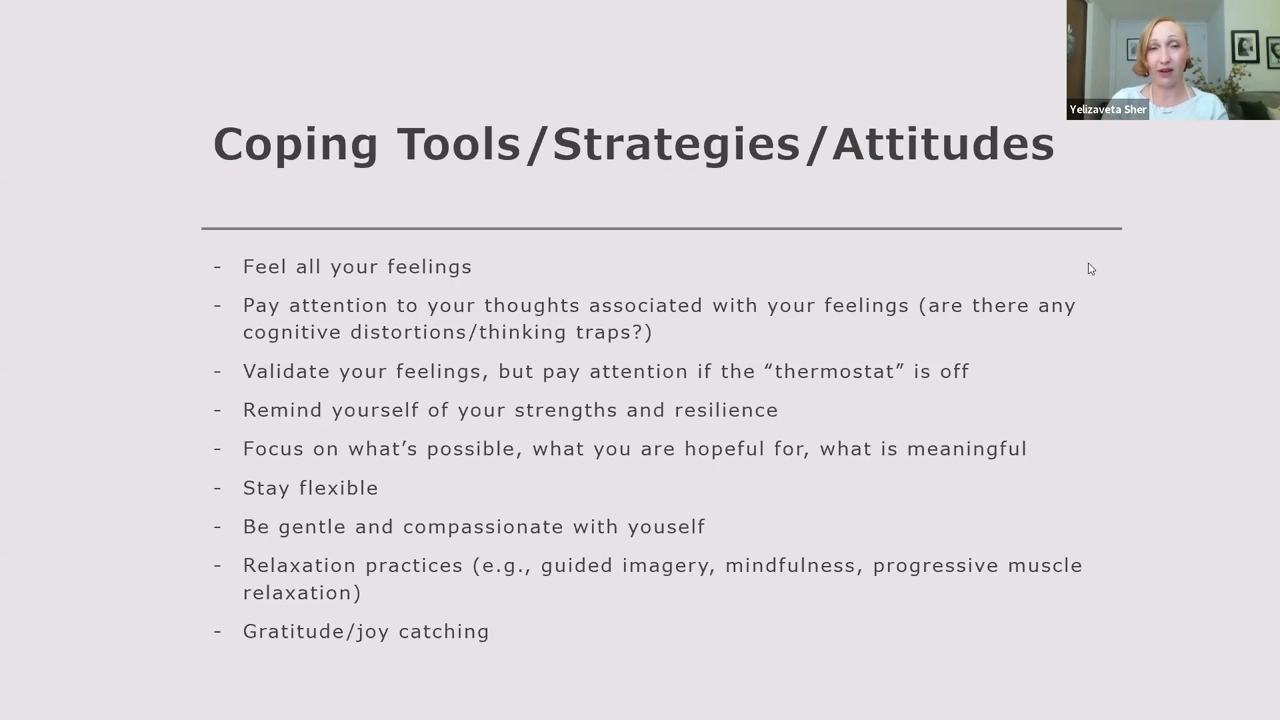 Yelizaveta Sher
Coping Tools/Strategies/Attitudes
- Feel all your feelings
- Pay attention to your thoughts associated with your feelings (are there any
cognitive distortions/thinking traps?)
- Validate your feelings, but pay attention if the “thermostat” is off
- Remind yourself of your strengths and resilience
- Focus on what’s possible, what you are hopeful for, what is meaningful
- Stay flexible
- Be gentle and compassionate with youself
- Relaxation practices (e.g., guided imagery, mindfulness, progressive muscle
relaxation)
- Gratitude/joy catching